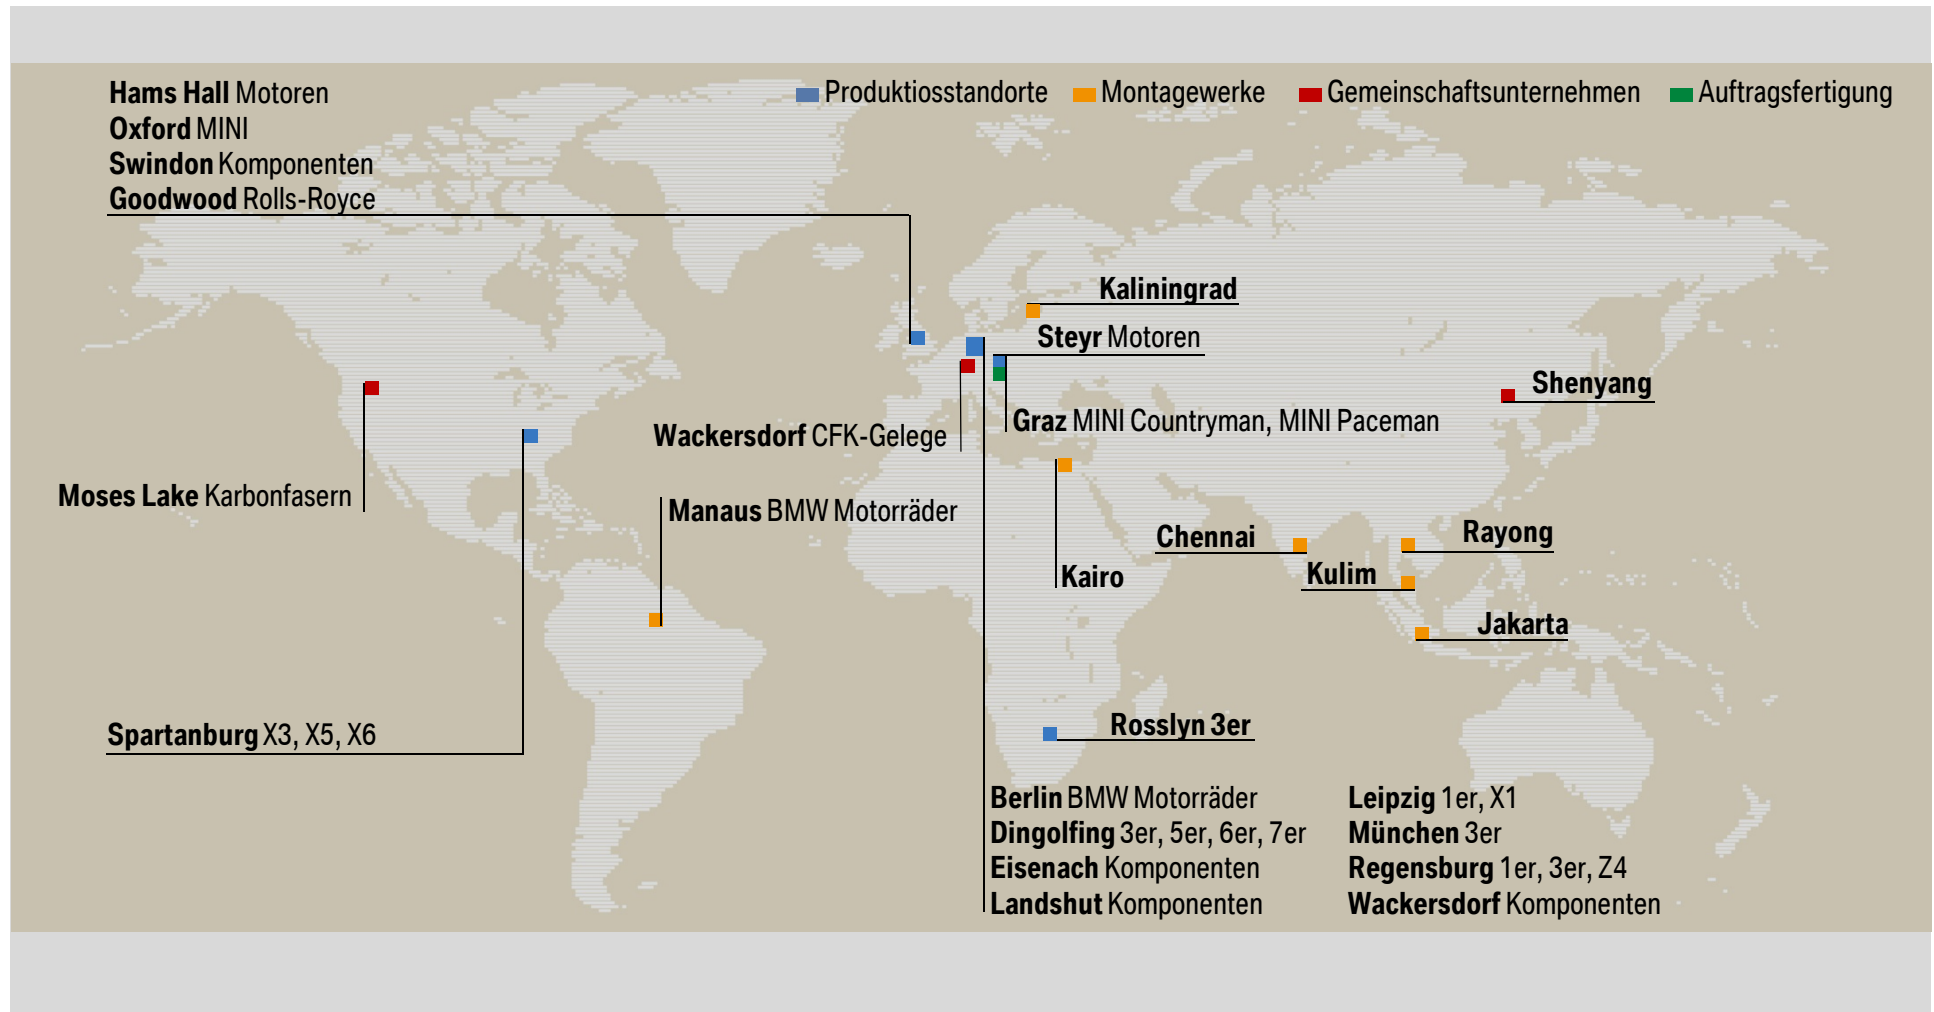 Hams Hall Motoren
Oxford MINI
Swindon Komponenten
Goodwood Rolls-Royce
Produktiosstandorte
Montagewerke
Gemeinschaftsunternehmen
Auftragsfertigung
Kaliningrad
Steyr Motoren
Shenyang
Graz MINI Countryman, MINI Paceman
Wackersdorf CFK-Gelege
Moses Lake Karbonfasern
Manaus BMW Motorräder
Chennai
Rayong
Kairo
Kulim
Jakarta
Spartanburg X3, X5, X6
Rosslyn 3er
Berlin BMW Motorräder
Dingolfing 3er, 5er, 6er, 7er
Eisenach Komponenten
Landshut Komponenten
Leipzig 1er, X1
München 3er
Regensburg 1er, 3er, Z4
Wackersdorf Komponenten